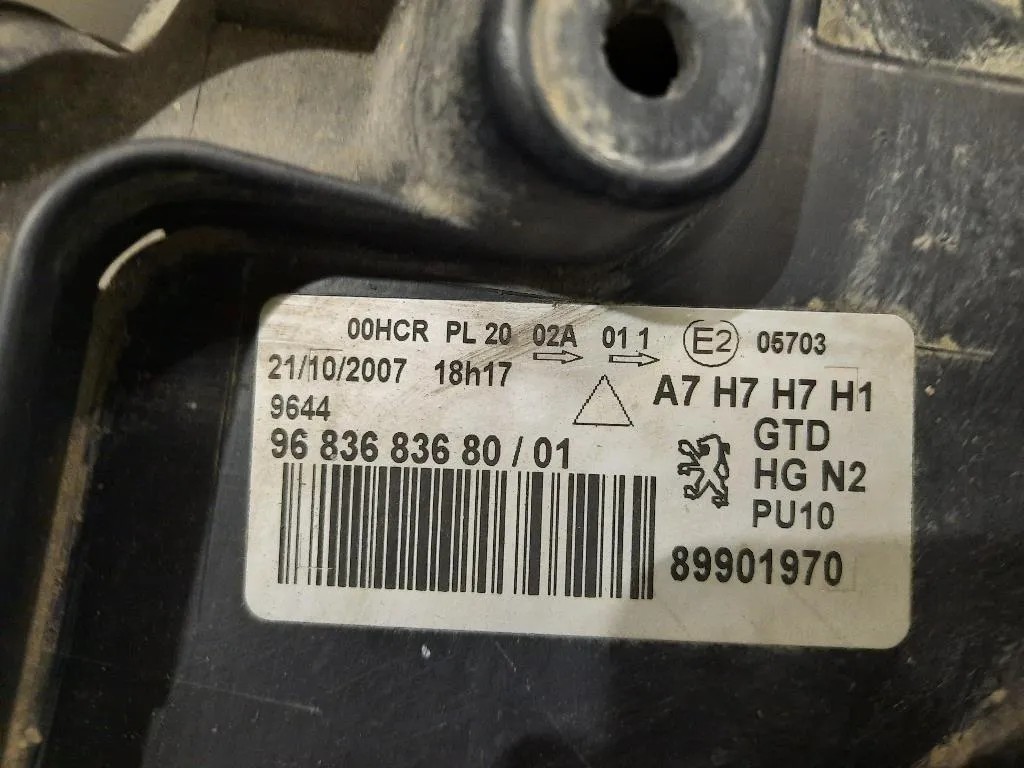 00HCR PL 20 02A 01 1 E2 05703
21/10/2007 18h17
A7 H7 H7 H1
9644
GTD
96 836 836 80 / 01
HG N2
PU10
89901970